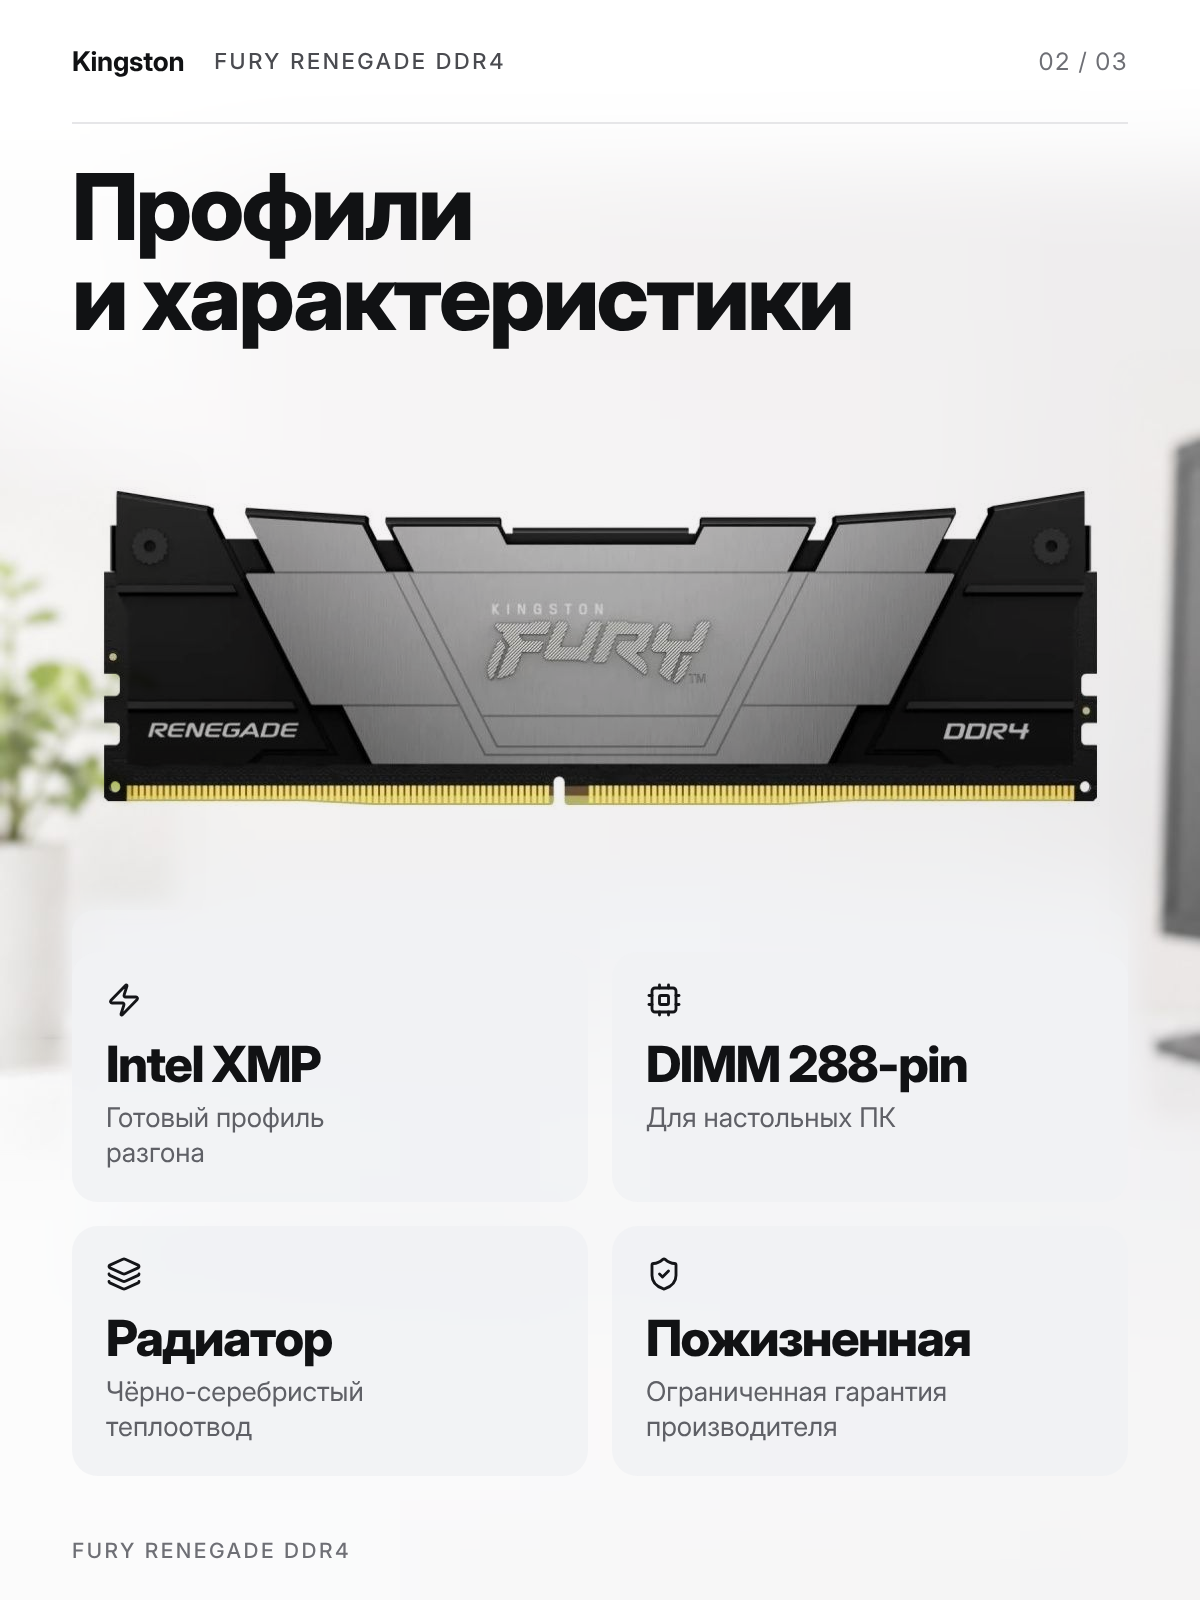 Kingston FURY RENEGADE DDR4 02 / 03
Профили
и характеристики
KINGSTON
FURY™
RENEGADE
DDR4
Intel XMP
Готовый профиль
разгона
DIMM 288-pin
Для настольных ПК
Радиатор
Чёрно-серебристый
теплоотвод
Пожизненная
Ограниченная гарантия
производителя
FURY RENEGADE DDR4